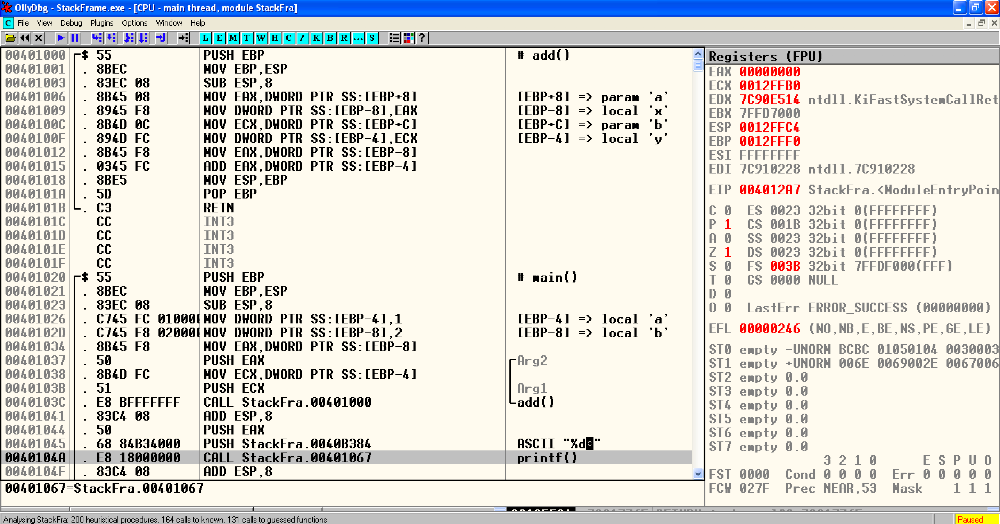 OllyDbg - StackFrame.exe - [CPU - main thread, module StackFra]
C File View Debug Plugins Options Window Help
L E M T W H C / K B R ... S ?
00401000 $ 55 PUSH EBP # add()
00401001 . 8BEC MOV EBP,ESP
00401003 . 83EC 08 SUB ESP,8
00401006 . 8B45 08 MOV EAX,DWORD PTR SS:[EBP+8] [EBP+8] => param 'a'
00401009 . 8945 F8 MOV DWORD PTR SS:[EBP-8],EAX [EBP-8] => local 'x'
0040100C . 8B4D 0C MOV ECX,DWORD PTR SS:[EBP+C] [EBP+C] => param 'b'
0040100F . 894D FC MOV DWORD PTR SS:[EBP-4],ECX [EBP-4] => local 'y'
00401012 . 8B45 F8 MOV EAX,DWORD PTR SS:[EBP-8]
00401015 . 0345 FC ADD EAX,DWORD PTR SS:[EBP-4]
00401018 . 8BE5 MOV ESP,EBP
0040101A . 5D POP EBP
0040101B . C3 RETN
0040101C CC INT3
0040101D CC INT3
0040101E CC INT3
0040101F CC INT3
00401020 $ 55 PUSH EBP # main()
00401021 . 8BEC MOV EBP,ESP
00401023 . 83EC 08 SUB ESP,8
00401026 . C745 FC 010000 MOV DWORD PTR SS:[EBP-4],1 [EBP-4] => local 'a'
0040102D . C745 F8 020000 MOV DWORD PTR SS:[EBP-8],2 [EBP-8] => local 'b'
00401034 . 8B45 F8 MOV EAX,DWORD PTR SS:[EBP-8]
00401037 . 50 PUSH EAX Arg2
00401038 . 8B4D FC MOV ECX,DWORD PTR SS:[EBP-4]
0040103B . 51 PUSH ECX Arg1
0040103C . E8 BFFFFFFF CALL StackFra.00401000 add()
00401041 . 83C4 08 ADD ESP,8
00401044 . 50 PUSH EAX
00401045 . 68 84B34000 PUSH StackFra.0040B384 ASCII "%d◙"
0040104A . E8 18000000 CALL StackFra.00401067 printf()
0040104F . 83C4 08 ADD ESP,8
00401067=StackFra.00401067
Registers (FPU)
EAX 00000000
ECX 0012FFB0
EDX 7C90E514 ntdll.KiFastSystemCallRet
EBX 7FFD7000
ESP 0012FFC4
EBP 0012FFF0
ESI FFFFFFFF
EDI 7C910228 ntdll.7C910228
EIP 004012A7 StackFra.<ModuleEntryPoin
C 0 ES 0023 32bit 0(FFFFFFFF)
P 1 CS 001B 32bit 0(FFFFFFFF)
A 0 SS 0023 32bit 0(FFFFFFFF)
Z 1 DS 0023 32bit 0(FFFFFFFF)
S 0 FS 003B 32bit 7FFDF000(FFF)
T 0 GS 0000 NULL
D 0
O 0 LastErr ERROR_SUCCESS (00000000)
EFL 00000246 (NO,NB,E,BE,NS,PE,GE,LE)
ST0 empty -UNORM BCBC 01050104 0030003
ST1 empty +UNORM 006E 0069002E 0067006
ST2 empty 0.0
ST3 empty 0.0
ST4 empty 0.0
ST5 empty 0.0
ST6 empty 0.0
ST7 empty 0.0
3 2 1 0 E S P U O
FST 0000 Cond 0 0 0 0 Err 0 0 0 0 0
FCW 027F Prec NEAR,53 Mask 1 1 1
Analysing StackFra: 200 heuristical procedures, 164 calls to known, 131 calls to guessed functions
Paused